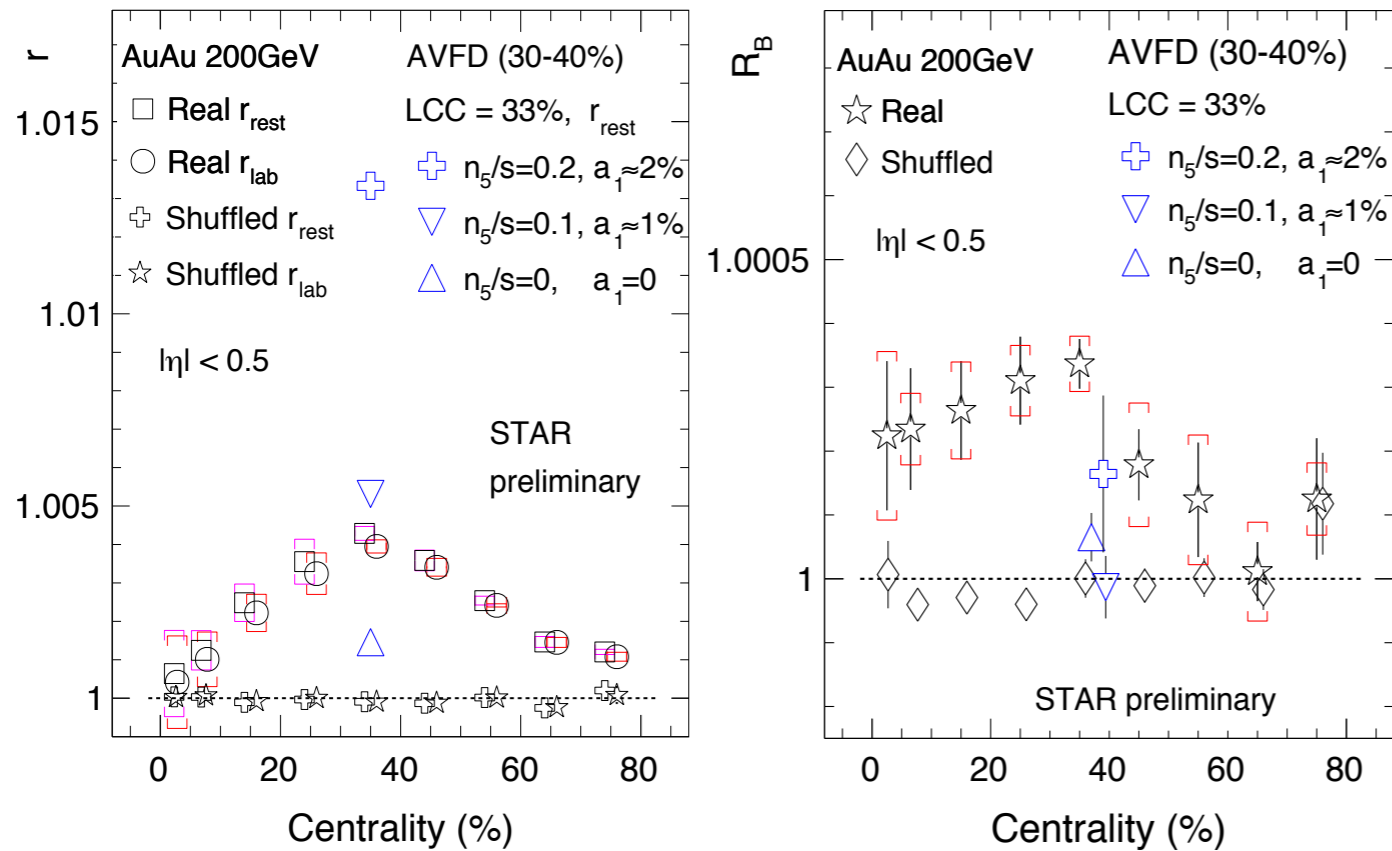 r
AuAu 200GeV
Real r_rest
Real r_lab
Shuffled r_rest
Shuffled r_lab
AVFD (30-40%)
LCC = 33%, r_rest
n_5/s=0.2, a_1≈2%
n_5/s=0.1, a_1≈1%
n_5/s=0, a_1=0
|η| < 0.5
STAR
preliminary
1.015
1.01
1.005
1
0 20 40 60 80
Centrality (%)
R_B
AuAu 200GeV
Real
Shuffled
AVFD (30-40%)
LCC = 33%
n_5/s=0.2, a_1≈2%
n_5/s=0.1, a_1≈1%
n_5/s=0, a_1=0
|η| < 0.5
1.0005
1
STAR preliminary
0 20 40 60 80
Centrality (%)